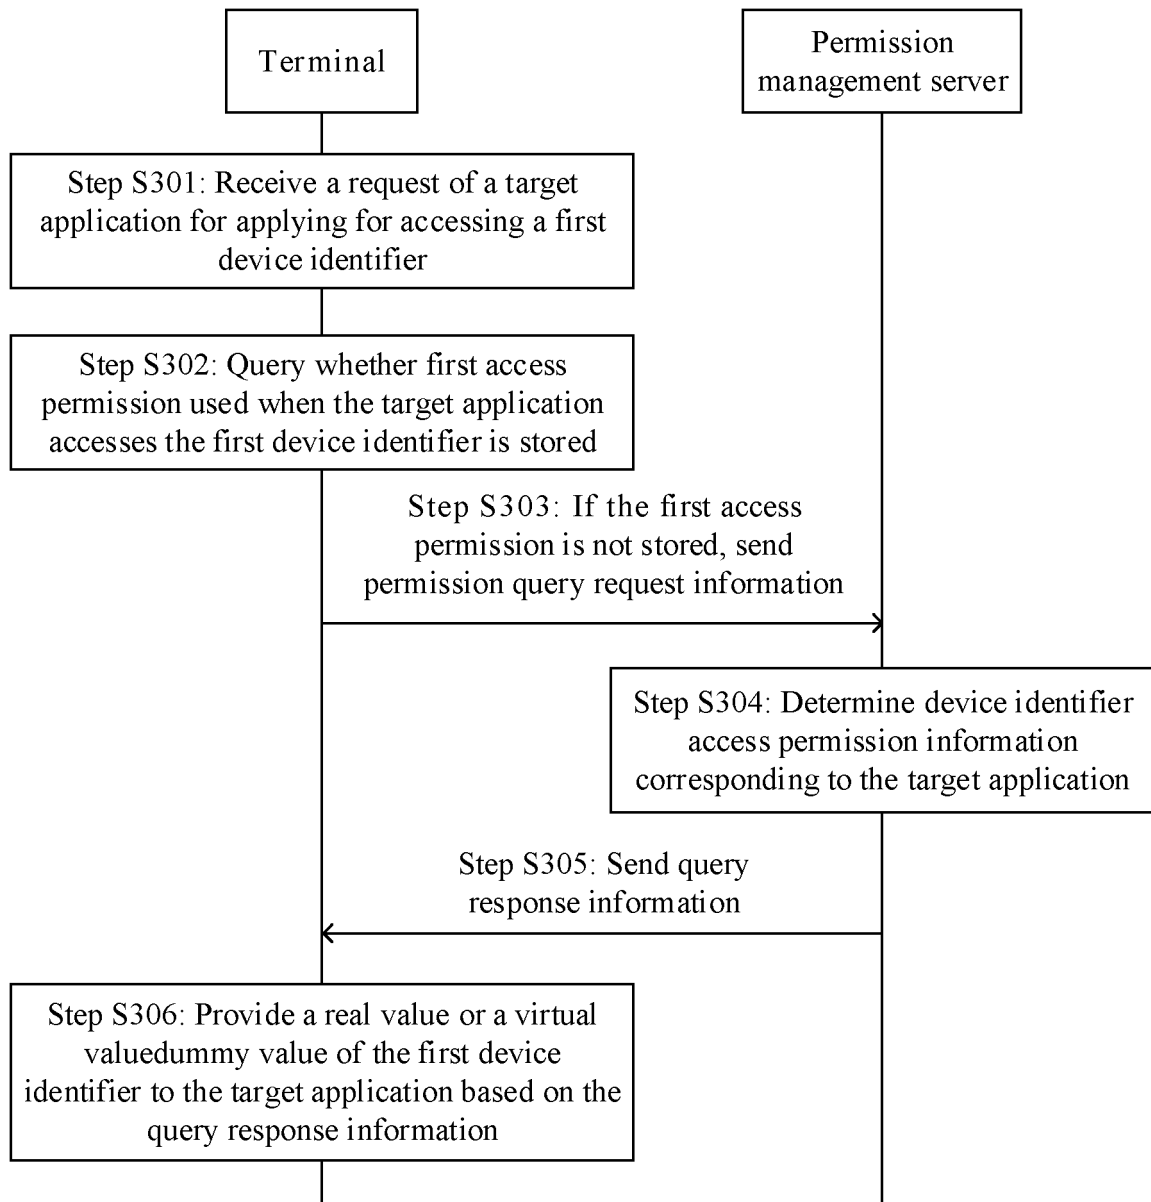 Terminal
Permission
management server
Step S301: Receive a request of a target
application for applying for accessing a first
device identifier
Step S302: Query whether first access
permission used when the target application
accesses the first device identifier is stored
Step S303: If the first access
permission is not stored, send
permission query request information
Step S304: Determine device identifier
access permission information
corresponding to the target application
Step S305: Send query
response information
Step S306: Provide a real value or a virtual
valuedummy value of the first device
identifier to the target application based on the
query response information